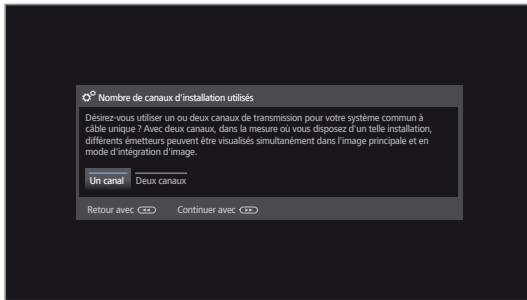 Nombre de canaux d'installation utilisés
Désirez-vous utiliser un ou deux canaux de transmission pour votre système commun à
câble unique ? Avec deux canaux, dans la mesure où vous disposez d'un telle installation,
différents émetteurs peuvent être visualisés simultanément dans l'image principale et en
mode d'intégration d'image.
Un canal Deux canaux
Retour avec Continuer avec